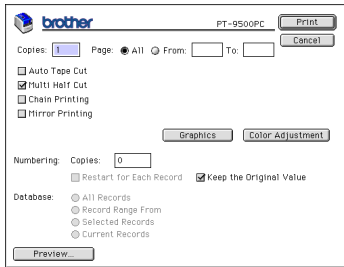 brother PT-9500PC Print
Cancel
Copies: 1 Page: All From: To:
Auto Tape Cut
Multi Half Cut
Chain Printing
Mirror Printing
Graphics Color Adjustment
Numbering: Copies: 0
Restart for Each Record Keep the Original Value
Database: All Records
Record Range From
Selected Records
Current Records
Preview...